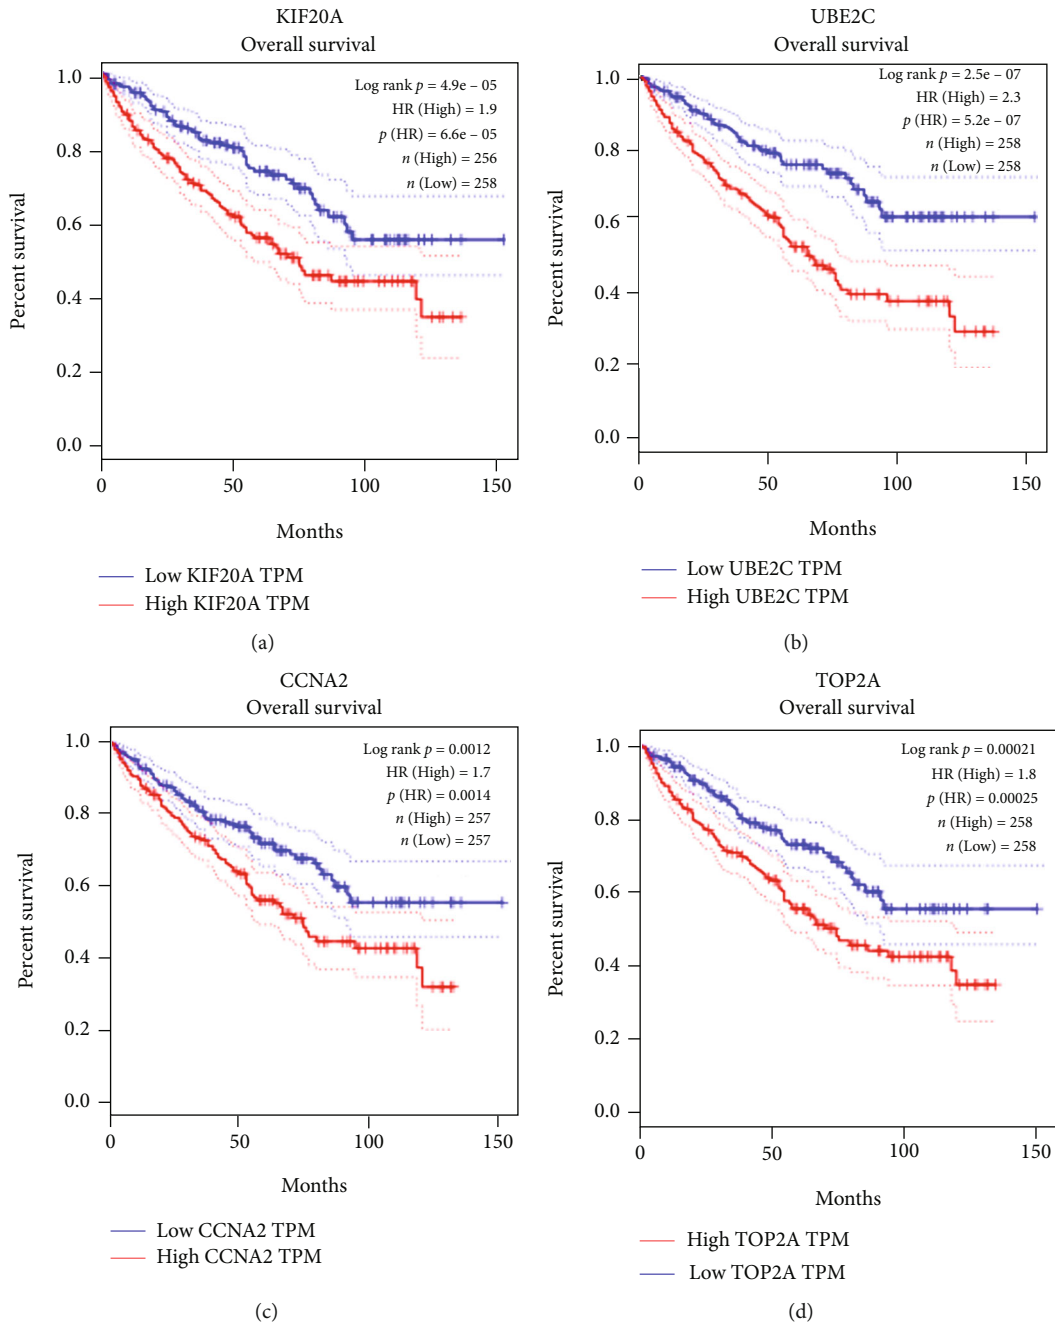 KIF20A
Overall survival
Log rank p = 4.9e – 05
HR (High) = 1.9
p (HR) = 6.6e – 05
n (High) = 256
n (Low) = 258
1.0
0.8
0.6
0.4
0.2
0.0
Percent survival
0 50 100 150
Months
Low KIF20A TPM
High KIF20A TPM
(a)
UBE2C
Overall survival
Log rank p = 2.5e – 07
HR (High) = 2.3
p (HR) = 5.2e – 07
n (High) = 258
n (Low) = 258
1.0
0.8
0.6
0.4
0.2
0.0
Percent survival
0 50 100 150
Months
Low UBE2C TPM
High UBE2C TPM
(b)
CCNA2
Overall survival
Log rank p = 0.0012
HR (High) = 1.7
p (HR) = 0.0014
n (High) = 257
n (Low) = 257
1.0
0.8
0.6
0.4
0.2
0.0
Percent survival
0 50 100 150
Months
Low CCNA2 TPM
High CCNA2 TPM
(c)
TOP2A
Overall survival
Log rank p = 0.00021
HR (High) = 1.8
p (HR) = 0.00025
n (High) = 258
n (Low) = 258
1.0
0.8
0.6
0.4
0.2
0.0
Percent survival
0 50 100 150
Months
High TOP2A TPM
Low TOP2A TPM
(d)